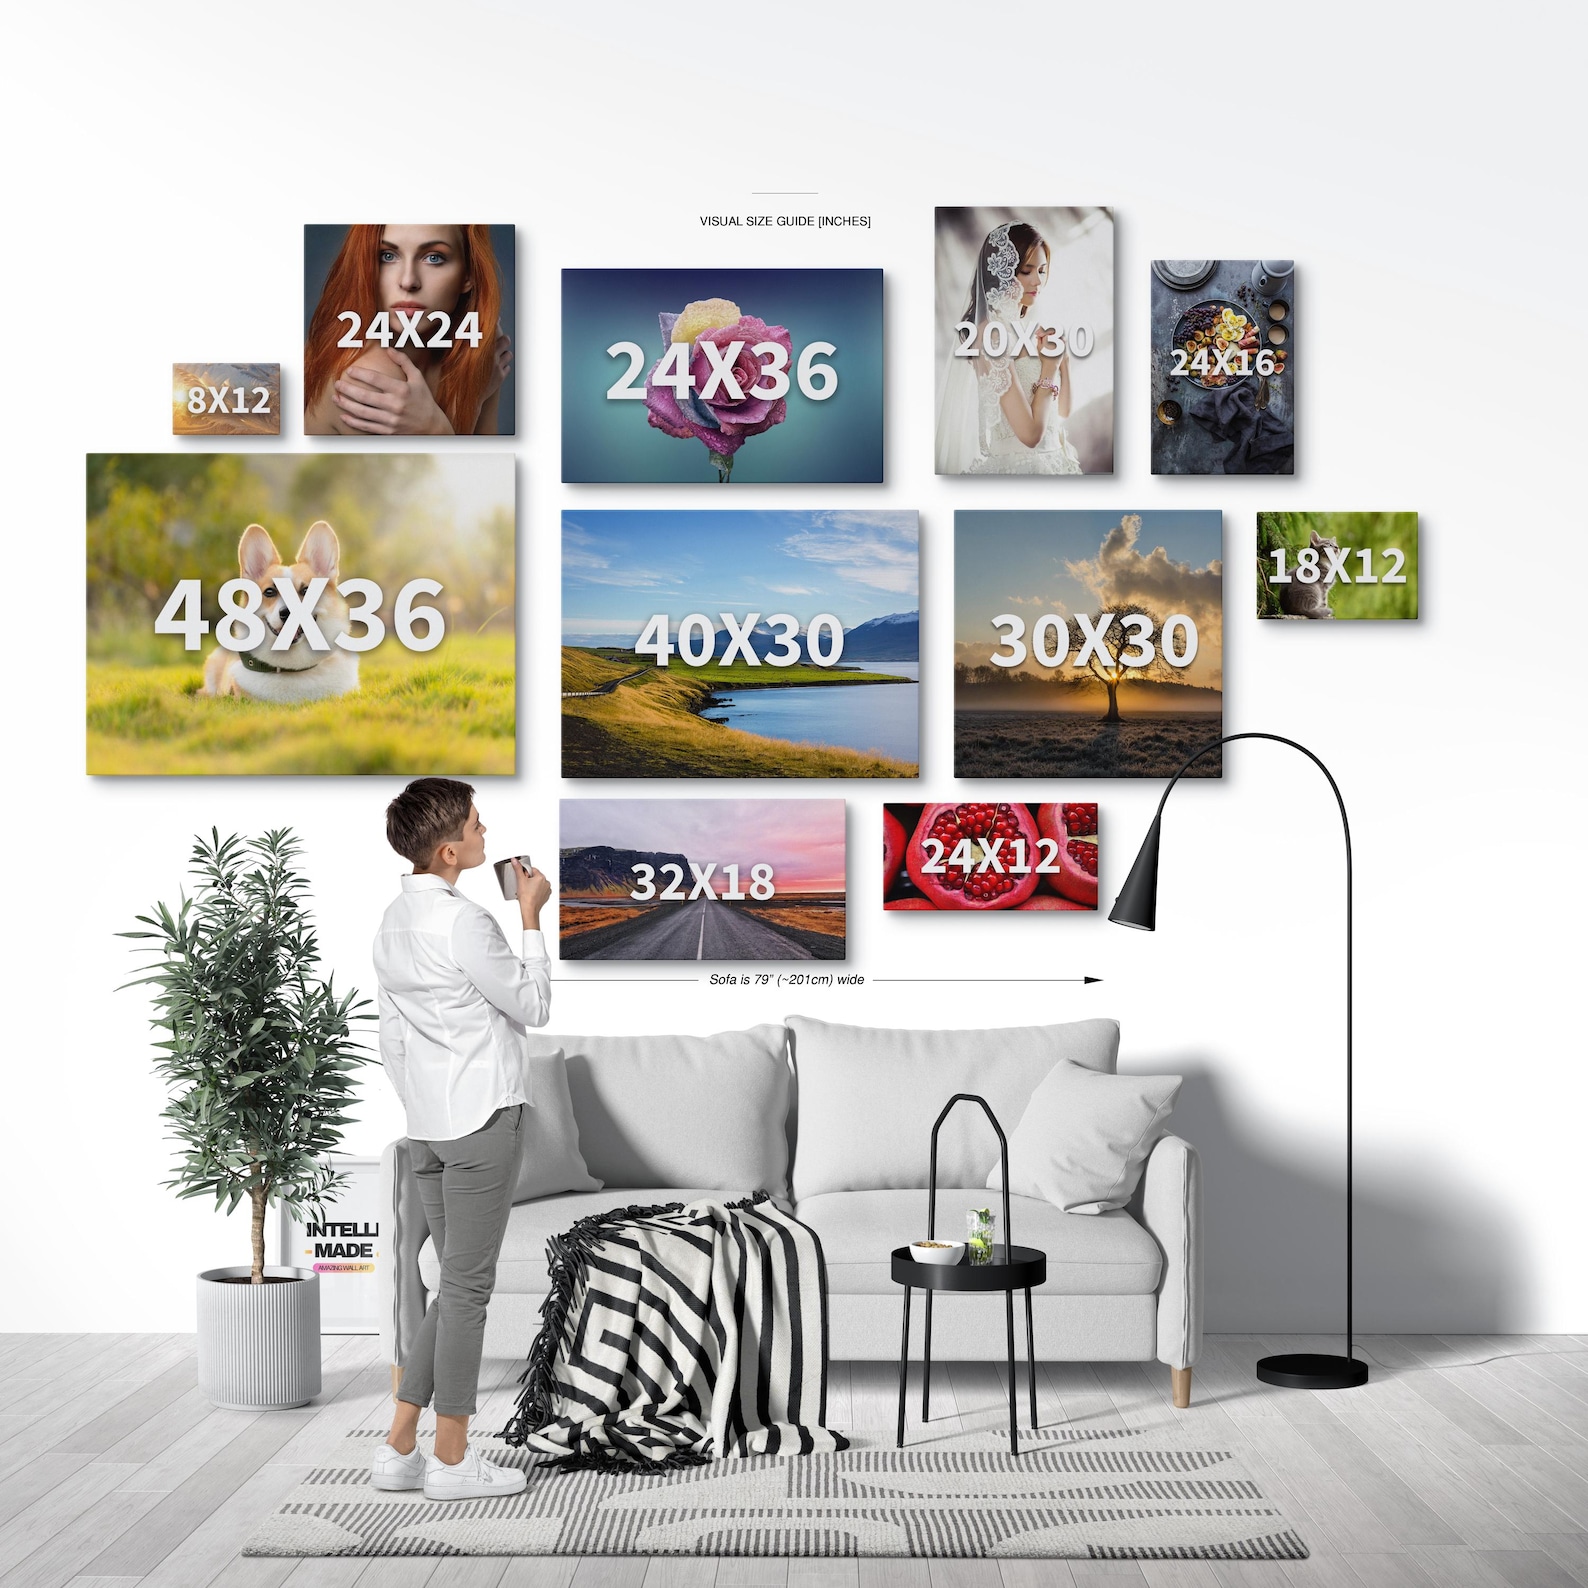 VISUAL SIZE GUIDE [INCHES]
24X24
24X36
20X30
24X16
8X12
48X36
40X30
30X30
18X12
32X18
24X12
Sofa is 79" (~201cm) wide
INTELLI
MADE
AMAZING WALL ART